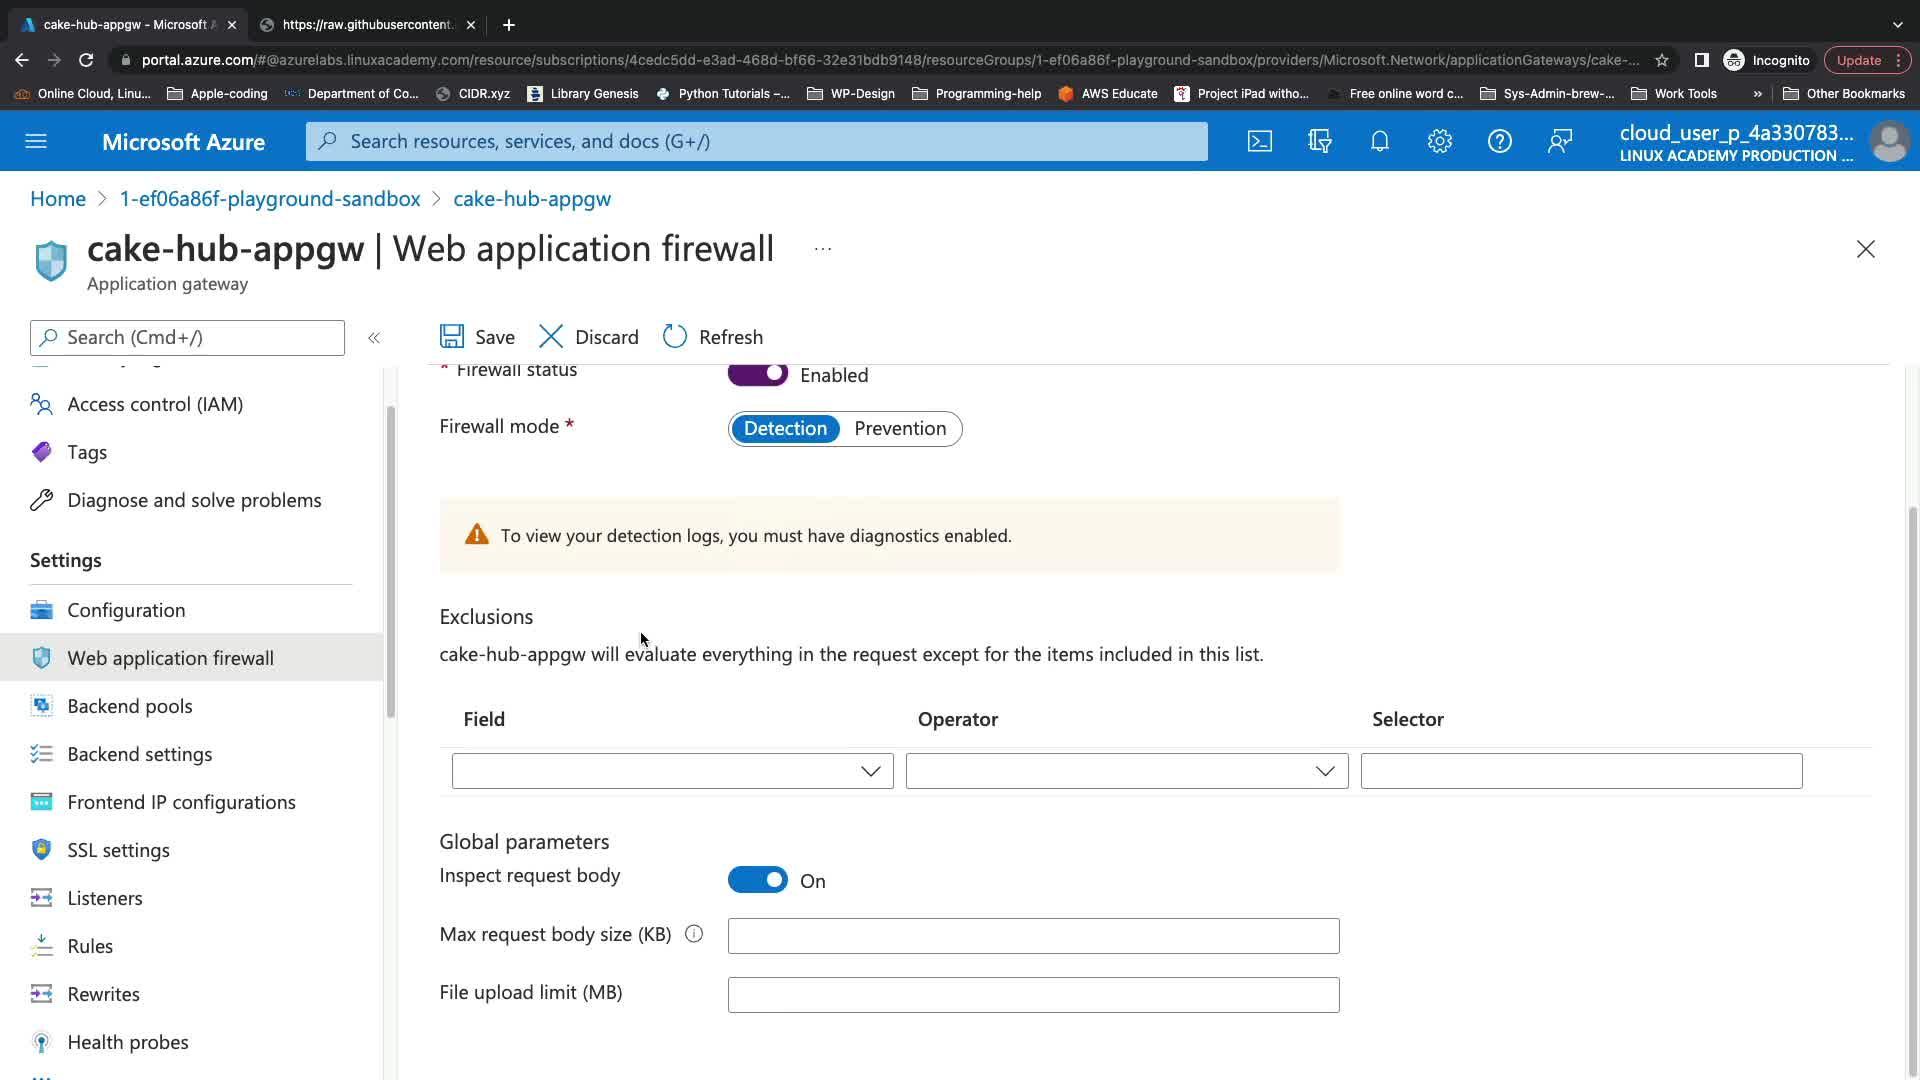 cake-hub-appgw - Microsoft A
https://raw.githubusercontent.
portal.azure.com/#@azurelabs.linuxacademy.com/resource/subscriptions/4cedc5dd-e3ad-468d-bf66-32e31bdb9148/resourceGroups/1-ef06a86f-playground-sandbox/providers/Microsoft.Network/applicationGateways/cake-...
Incognito
Update
Online Cloud, Linu...
Apple-coding
Department of Co...
CIDR.xyz
Library Genesis
Python Tutorials –...
WP-Design
Programming-help
AWS Educate
Project iPad witho...
Free online word c...
Sys-Admin-brew-...
Work Tools
»
Other Bookmarks
Microsoft Azure
Search resources, services, and docs (G+/)
cloud_user_p_4a330783...
LINUX ACADEMY PRODUCTION ...
Home > 1-ef06a86f-playground-sandbox > cake-hub-appgw
cake-hub-appgw | Web application firewall ...
Application gateway
Search (Cmd+/)
«
Save
Discard
Refresh
Access control (IAM)
Tags
Diagnose and solve problems
Settings
Configuration
Web application firewall
Backend pools
Backend settings
Frontend IP configurations
SSL settings
Listeners
Rules
Rewrites
Health probes
* Firewall status
Enabled
Firewall mode *
Detection
Prevention
To view your detection logs, you must have diagnostics enabled.
Exclusions
cake-hub-appgw will evaluate everything in the request except for the items included in this list.
Field
Operator
Selector
Global parameters
Inspect request body
On
Max request body size (KB)
File upload limit (MB)